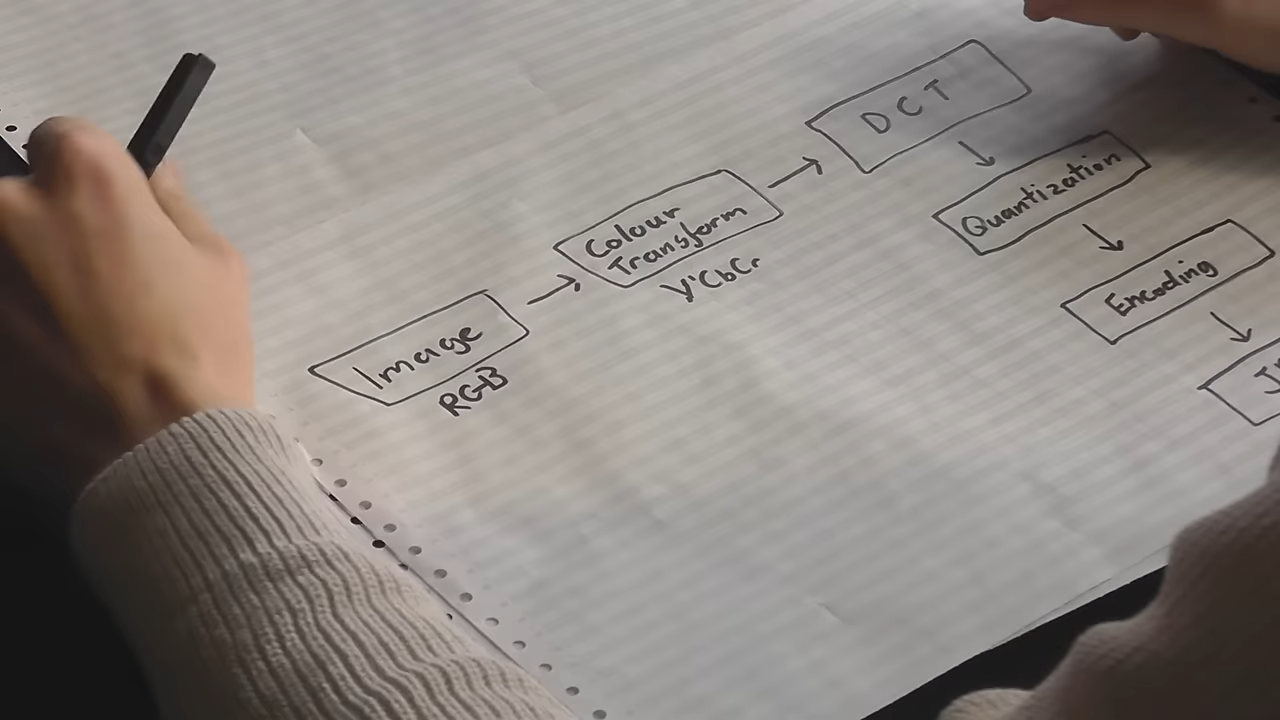 Image
RGB
Colour
Transform
Y'CbCr
DCT
Quantization
Encoding